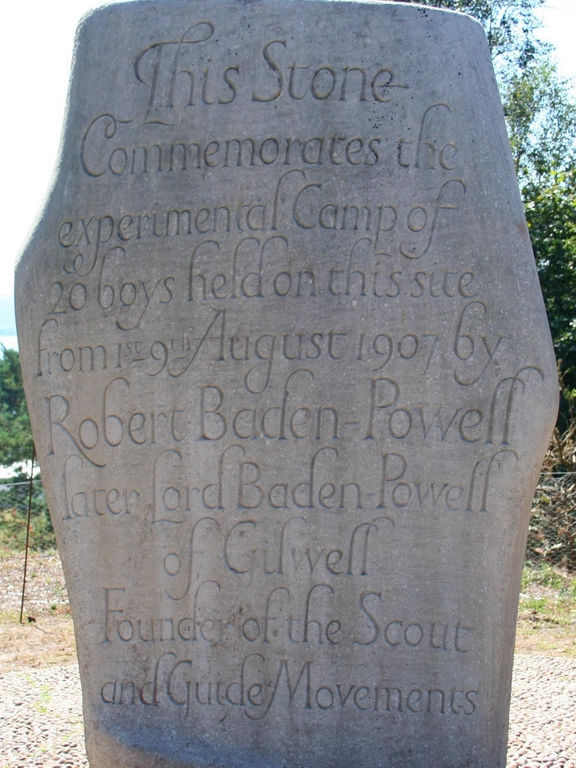 This Stone
Commemorates the
experimental Camp of
20 boys held on this site
from 1st-9th August 1907 by
Robert Baden-Powell
later Lord Baden-Powell
of Gilwell
Founder of the Scout
and Guide Movements